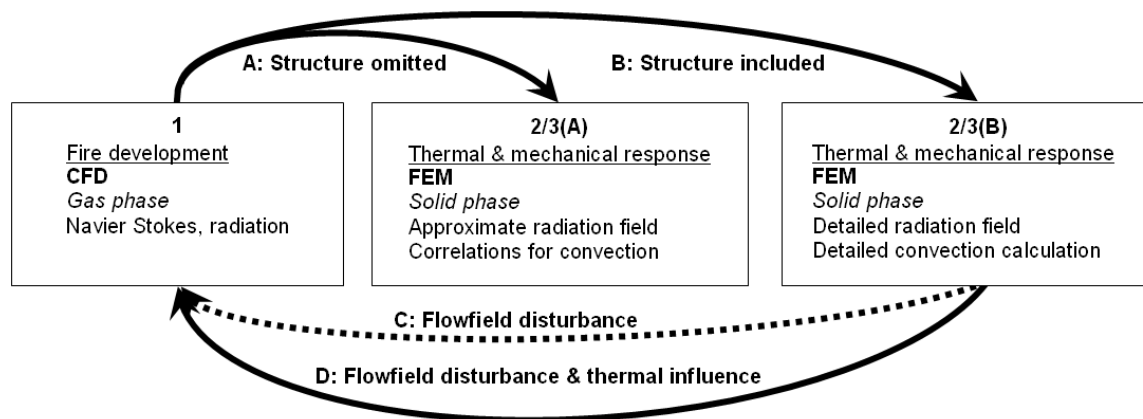 A: Structure omitted
B: Structure included
1
Fire development
CFD
Gas phase
Navier Stokes, radiation
2/3(A)
Thermal & mechanical response
FEM
Solid phase
Approximate radiation field
Correlations for convection
2/3(B)
Thermal & mechanical response
FEM
Solid phase
Detailed radiation field
Detailed convection calculation
C: Flowfield disturbance
D: Flowfield disturbance & thermal influence